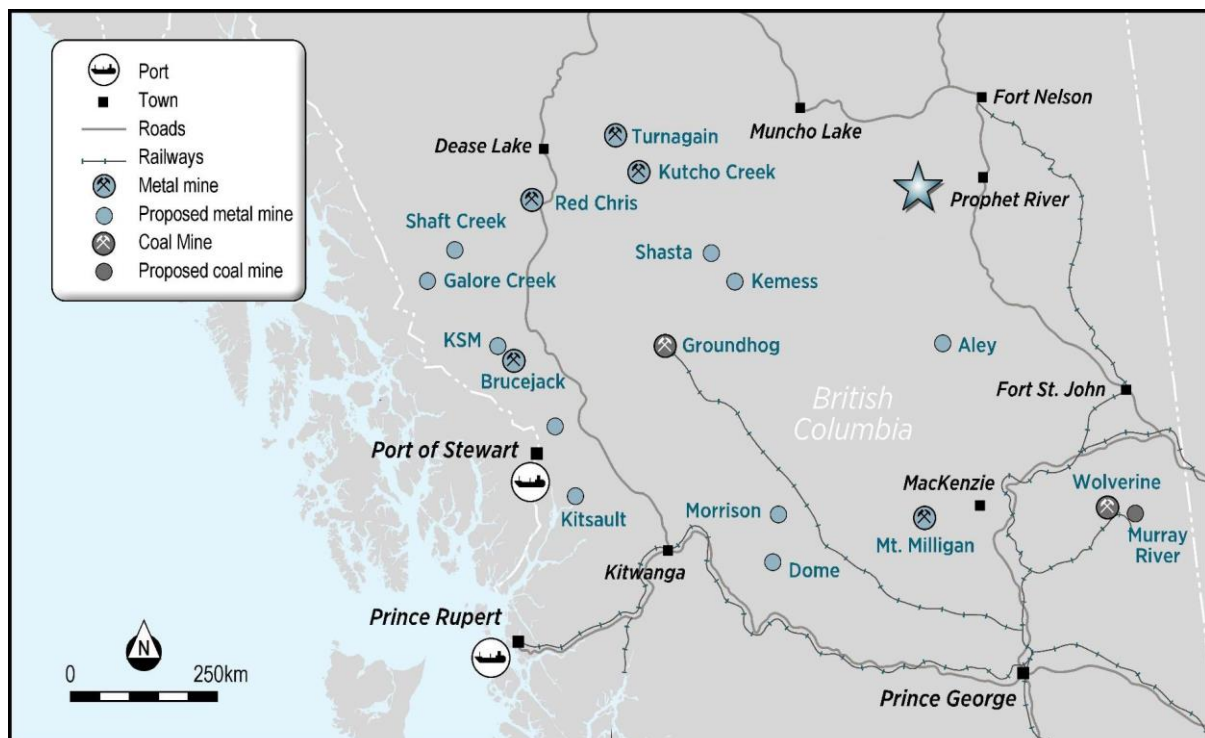 Port
Town
Roads
Railways
Metal mine
Proposed metal mine
Coal Mine
Proposed coal mine
Fort Nelson
Muncho Lake
Turnagain
Dease Lake
Kutcho Creek
Prophet River
Red Chris
Shaft Creek
Shasta
Galore Creek
Kemess
KSM
Groundhog
Aley
Brucejack
Fort St. John
British
Columbia
Port of Stewart
MacKenzie
Wolverine
Kitsault
Morrison
Mt. Milligan
Murray
River
Kitwanga
Dome
Prince Rupert
N
0 250km
Prince George